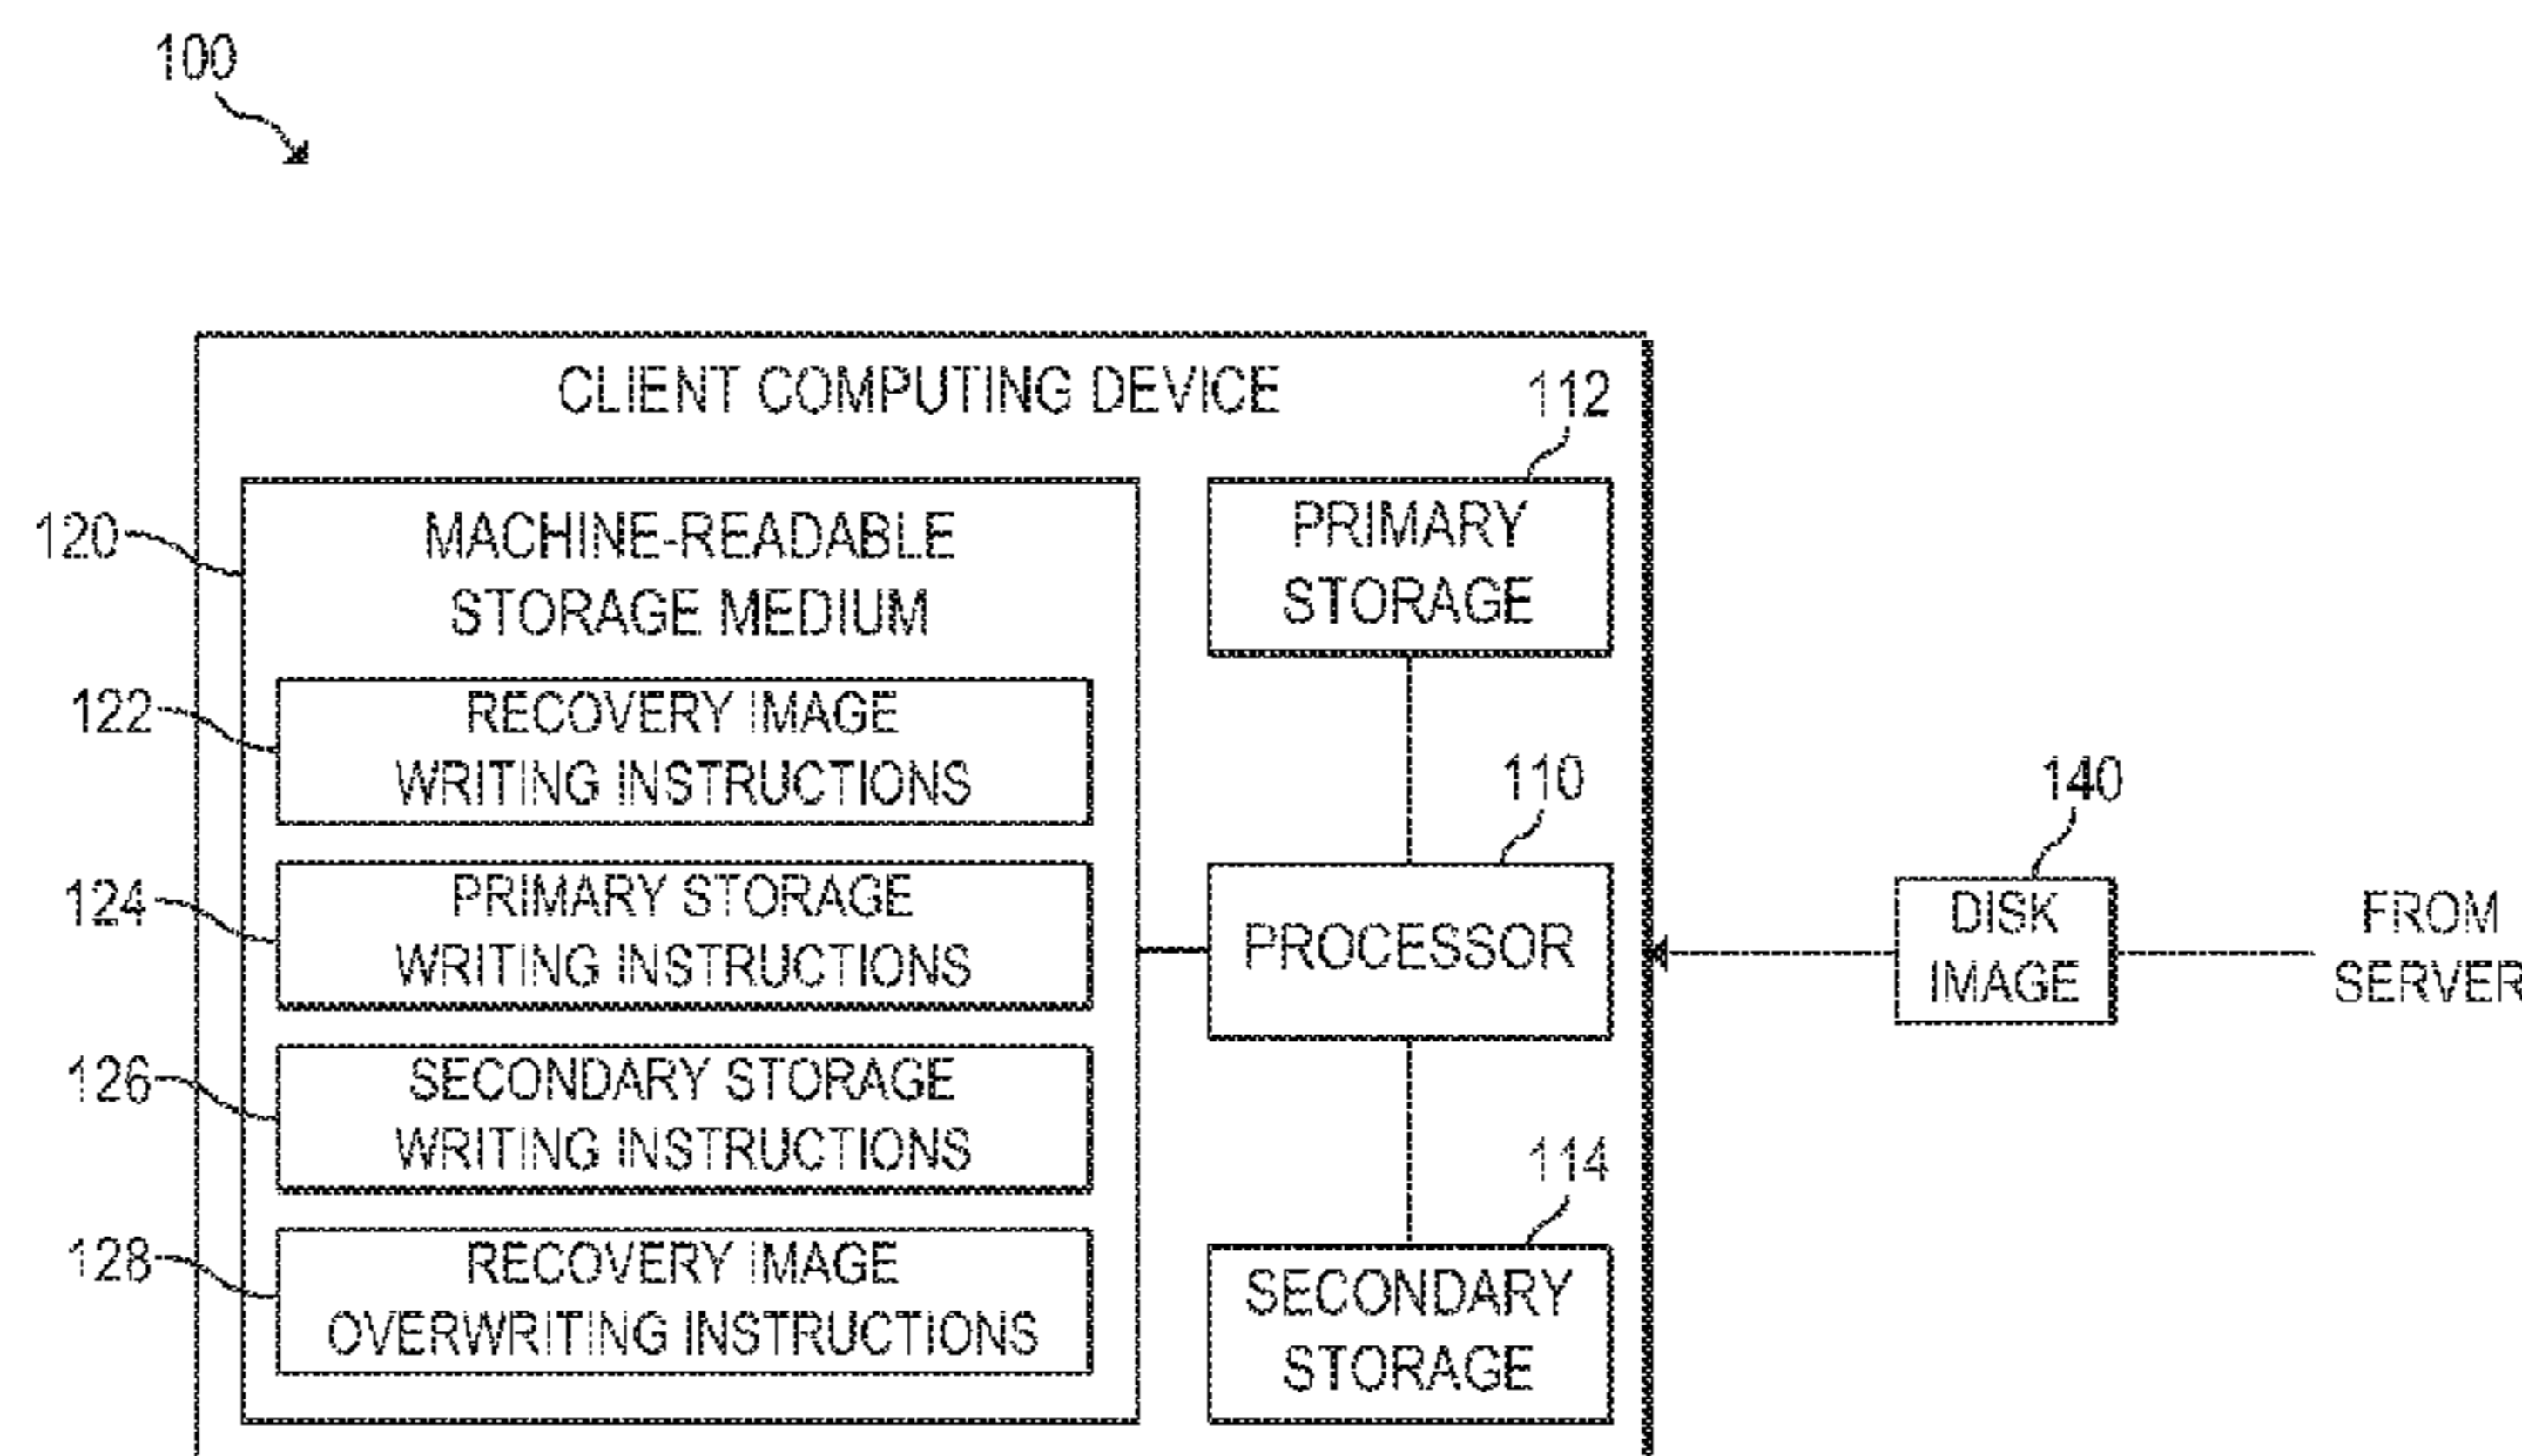 100
CLIENT COMPUTING DEVICE
112
120
MACHINE-READABLE
STORAGE MEDIUM
PRIMARY
STORAGE
122
RECOVERY IMAGE
WRITING INSTRUCTIONS
110
PROCESSOR
140
DISK
IMAGE
FROM
SERVER
124
PRIMARY STORAGE
WRITING INSTRUCTIONS
126
SECONDARY STORAGE
WRITING INSTRUCTIONS
114
SECONDARY
STORAGE
128
RECOVERY IMAGE
OVERWRITING INSTRUCTIONS